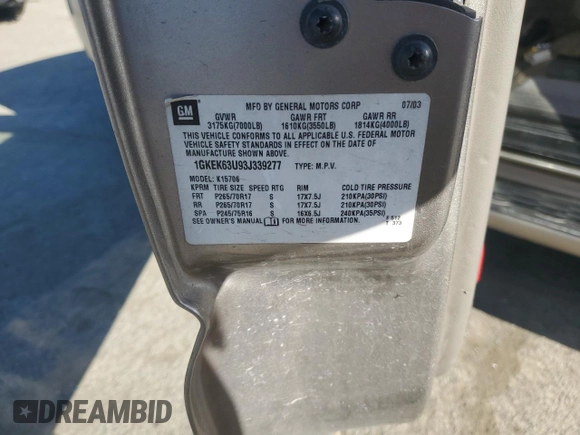 GM
MFD BY GENERAL MOTORS CORP 07/03
GVWR GAWR FRT GAWR RR
3175KG(7000LB) 1610KG(3550LB) 1814KG(4000LB)
THIS VEHICLE CONFORMS TO ALL APPLICABLE U.S. FEDERAL MOTOR
VEHICLE SAFETY STANDARDS IN EFFECT ON THE DATE OF
MANUFACTURE SHOWN ABOVE.
1GKEK63U93J339277 TYPE: M.P.V.
MODEL: K15706
KPRM TIRE SIZE SPEED RTG RIM COLD TIRE PRESSURE
FRT P265/70R17 S 17X7.5J 210KPA(30PSI)
RR P265/70R17 S 17X7.5J 210KPA(30PSI)
SPA P245/75R16 S 16X6.5J 240KPA(35PSI)
SEE OWNER'S MANUAL FOR MORE INFORMATION.
DREAMBID